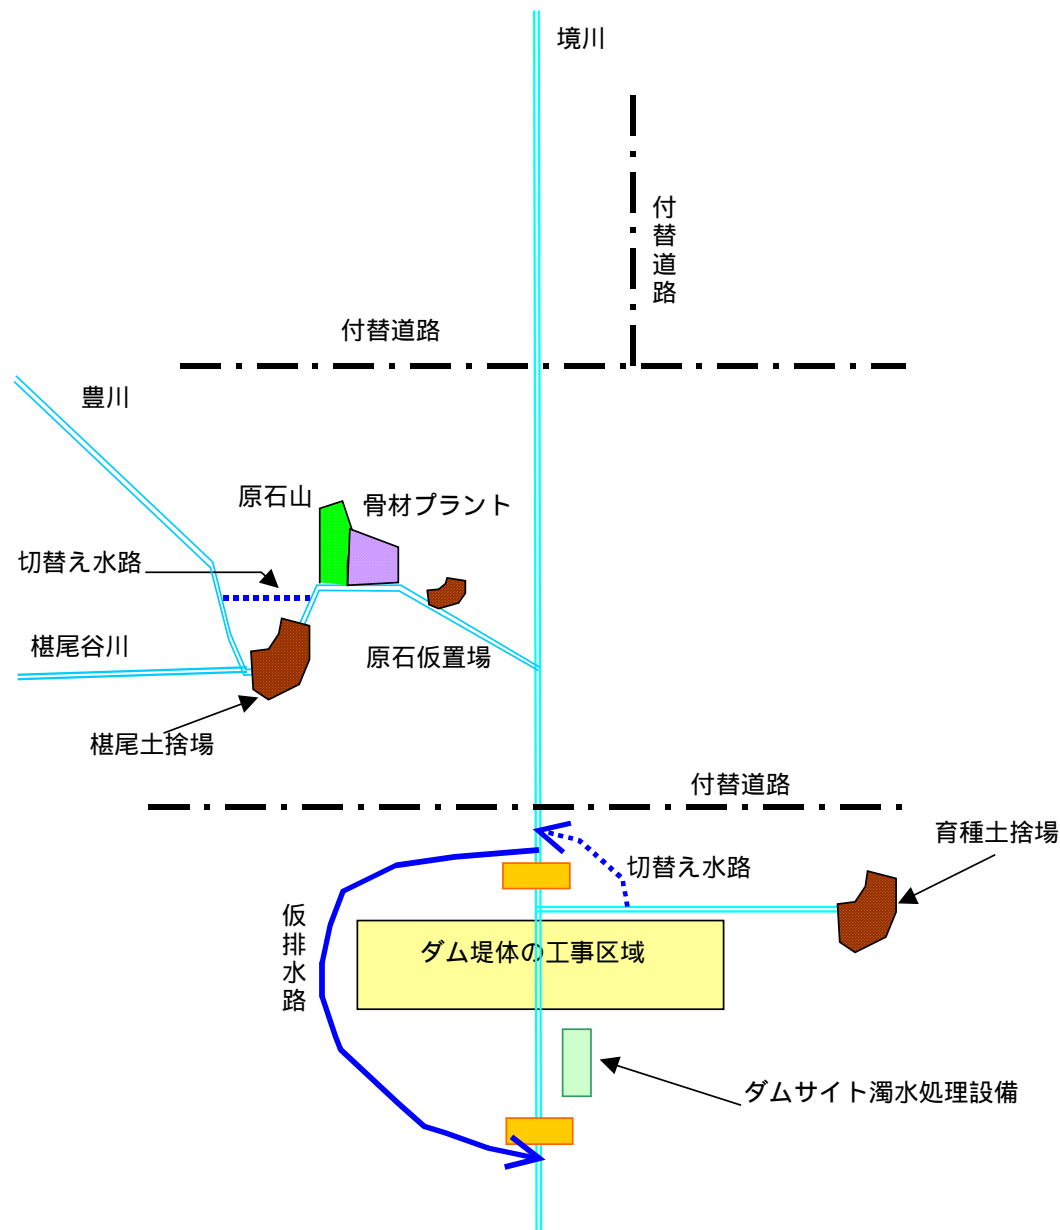 境川
付替道路
付替道路
豊川
原石山
骨材プラント
切替え水路
椹尾谷川
原石仮置場
椹尾土捨場
付替道路
育種土捨場
切替え水路
仮排水路
ダム堤体の工事区域
ダムサイト濁水処理設備